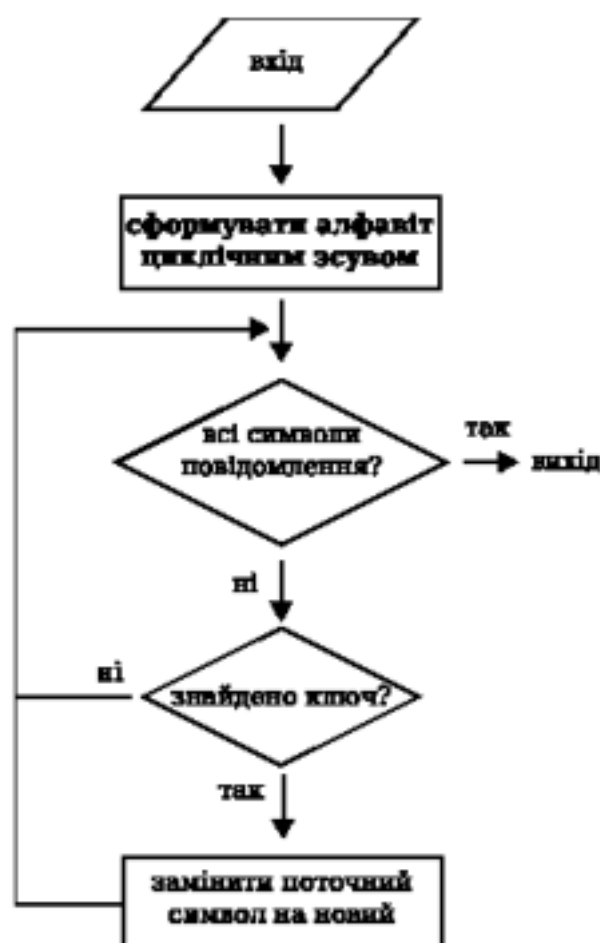 вхід
сформувати алфавіт
циклічним зсувом
всі символи
повідомлення?
так
выхід
ні
ні
знайдено ключ?
так
замінити поточний
символ на новий